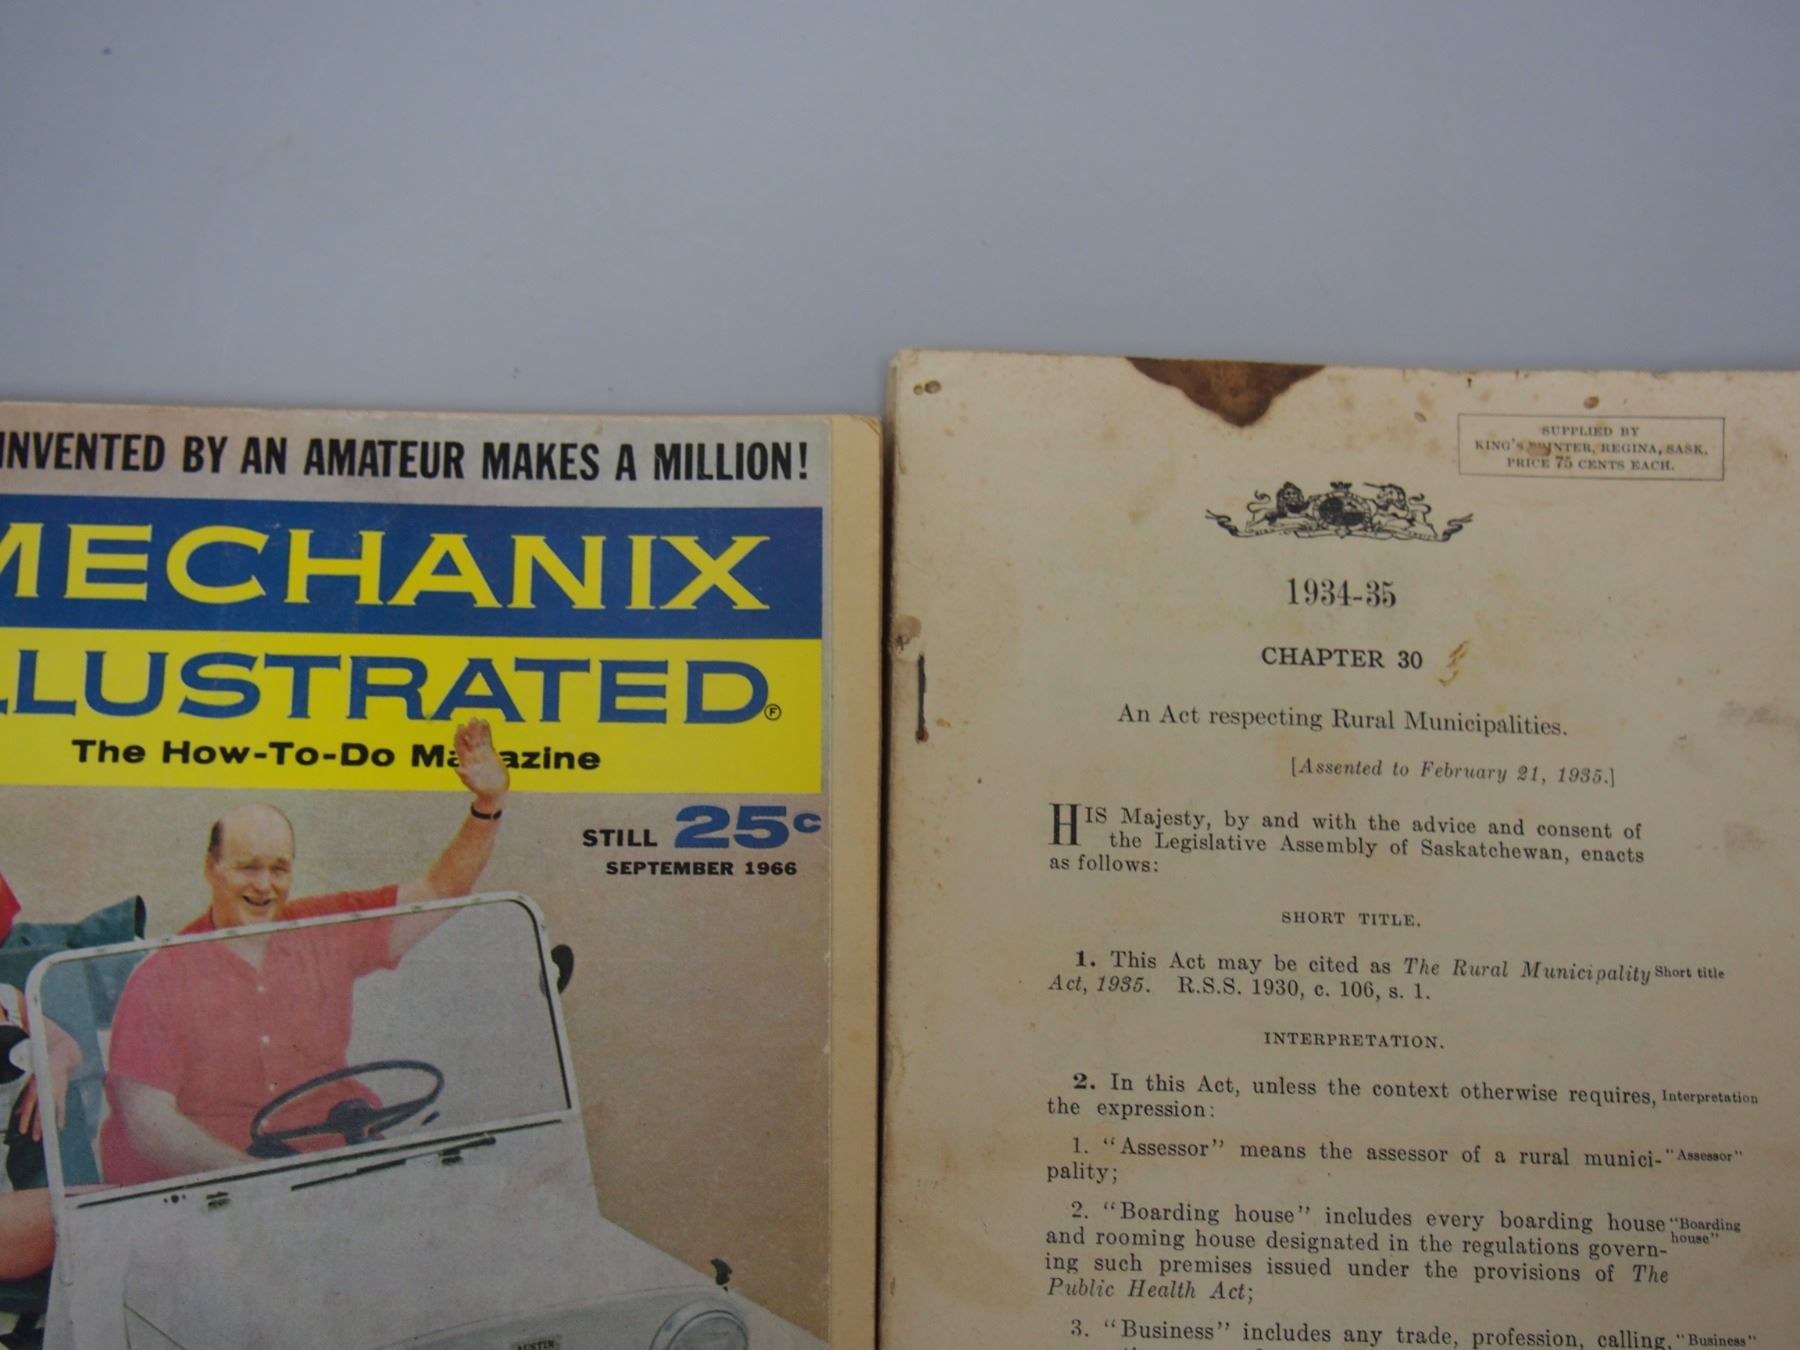 INVENTED BY AN AMATEUR MAKES A MILLION!
MECHANIX
ILLUSTRATED
The How-To-Do Magazine
STILL 25c
SEPTEMBER 1966
AUSTIN
SUPPLIED BY
KING'S PRINTER, REGINA, SASK.
PRICE 75 CENTS EACH.
1934-35
CHAPTER 30
An Act respecting Rural Municipalities.
[Assented to February 21, 1935.]
HIS Majesty, by and with the advice and consent of
the Legislative Assembly of Saskatchewan, enacts
as follows:
SHORT TITLE.
1. This Act may be cited as The Rural Municipality Short title
Act, 1935. R.S.S. 1930, c. 106, s. 1.
INTERPRETATION.
2. In this Act, unless the context otherwise requires, Interpretation
the expression:
1. "Assessor" means the assessor of a rural munici- "Assessor"
pality;
2. "Boarding house" includes every boarding house "Boarding
and rooming house designated in the regulations govern- house"
ing such premises issued under the provisions of The
Public Health Act;
3. "Business" includes any trade, profession, calling, "Business"